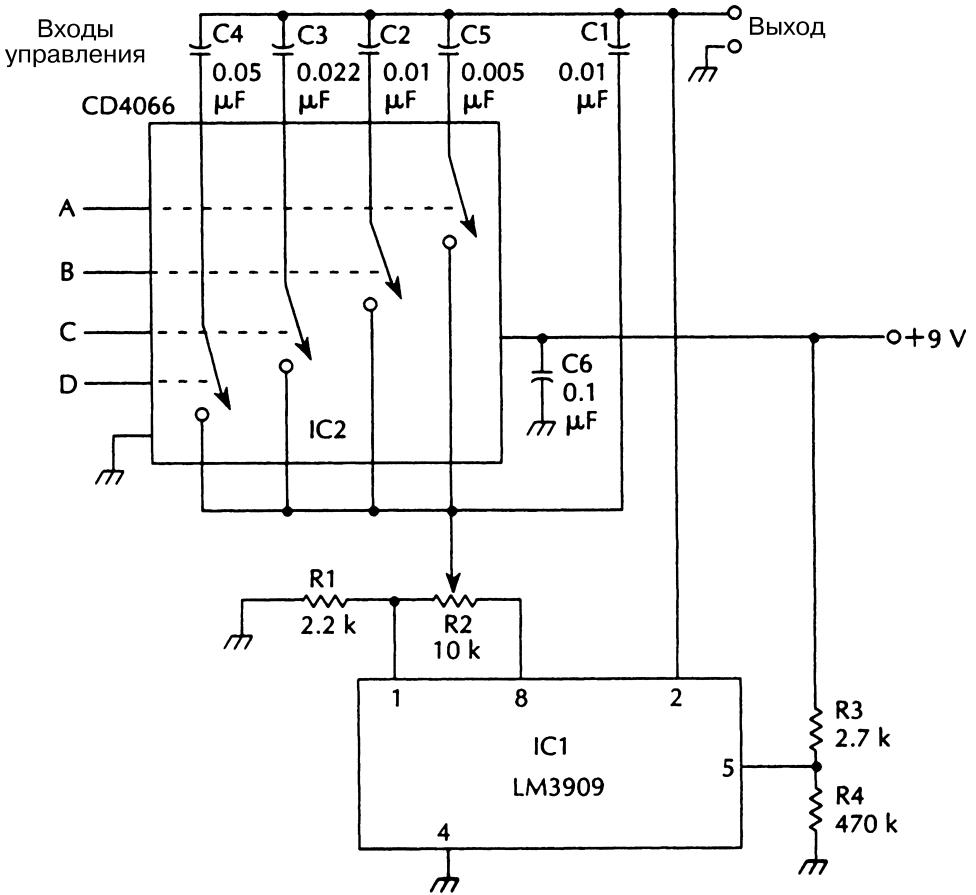 Входы
управления
C4
0.05
μF
C3
0.022
μF
C2
0.01
μF
C5
0.005
μF
C1
0.01
μF
Выход
CD4066
A
B
C
D
IC2
+9 V
C6
0.1
μF
R1
2.2 k
R2
10 k
1
8
2
IC1
LM3909
5
4
R3
2.7 k
R4
470 k